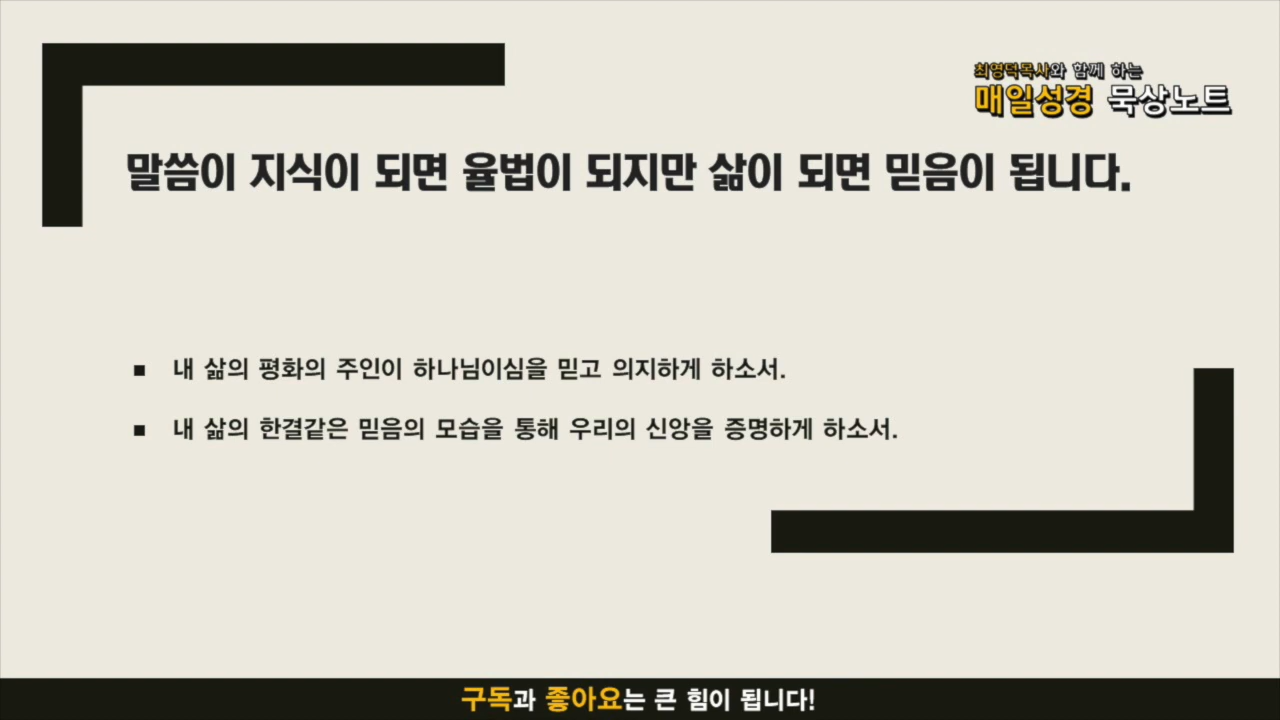 최영덕목사와 함께 하는
매일성경 묵상노트
말씀이 지식이 되면 율법이 되지만 삶이 되면 믿음이 됩니다.
■ 내 삶의 평화의 주인이 하나님이심을 믿고 의지하게 하소서.
■ 내 삶의 한결같은 믿음의 모습을 통해 우리의 신앙을 증명하게 하소서.
구독과 좋아요는 큰 힘이 됩니다!